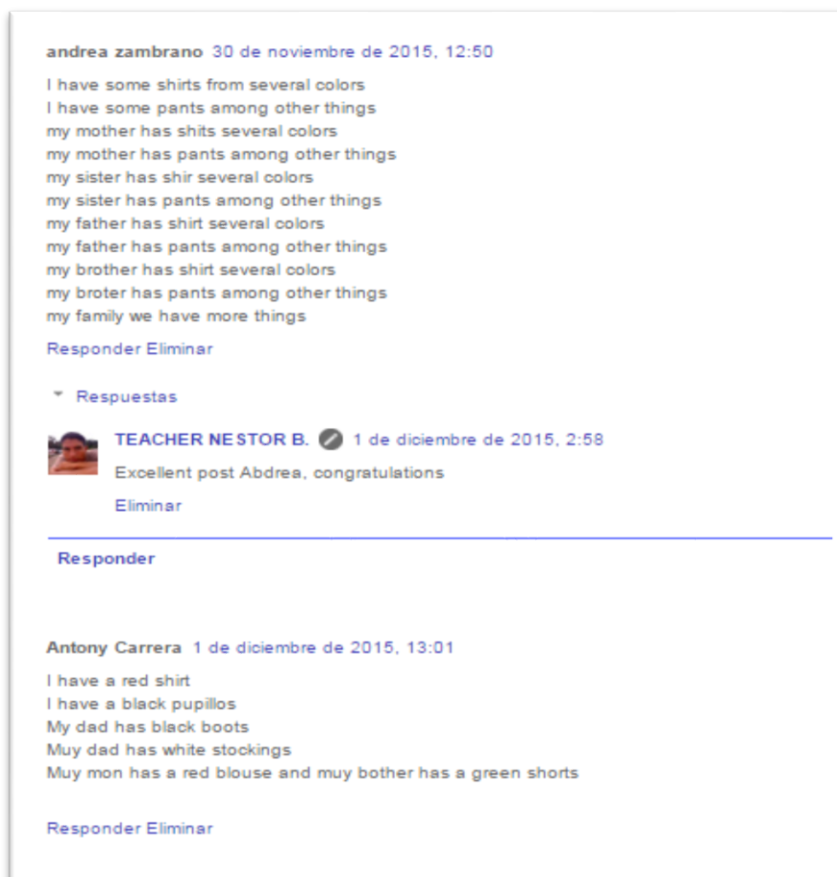 andrea zambrano 30 de noviembre de 2015, 12:50
I have some shirts from several colors
I have some pants among other things
my mother has shits several colors
my mother has pants among other things
my sister has shir several colors
my sister has pants among other things
my father has shirt several colors
my father has pants among other things
my brother has shirt several colors
my broter has pants among other things
my family we have more things
Responder Eliminar
Respuestas
TEACHER NESTOR B. 1 de diciembre de 2015, 2:58
Excellent post Abdrea, congratulations
Eliminar
Responder
Antony Carrera 1 de diciembre de 2015, 13:01
I have a red shirt
I have a black pupillos
My dad has black boots
Muy dad has white stockings
Muy mon has a red blouse and muy bother has a green shorts
Responder Eliminar